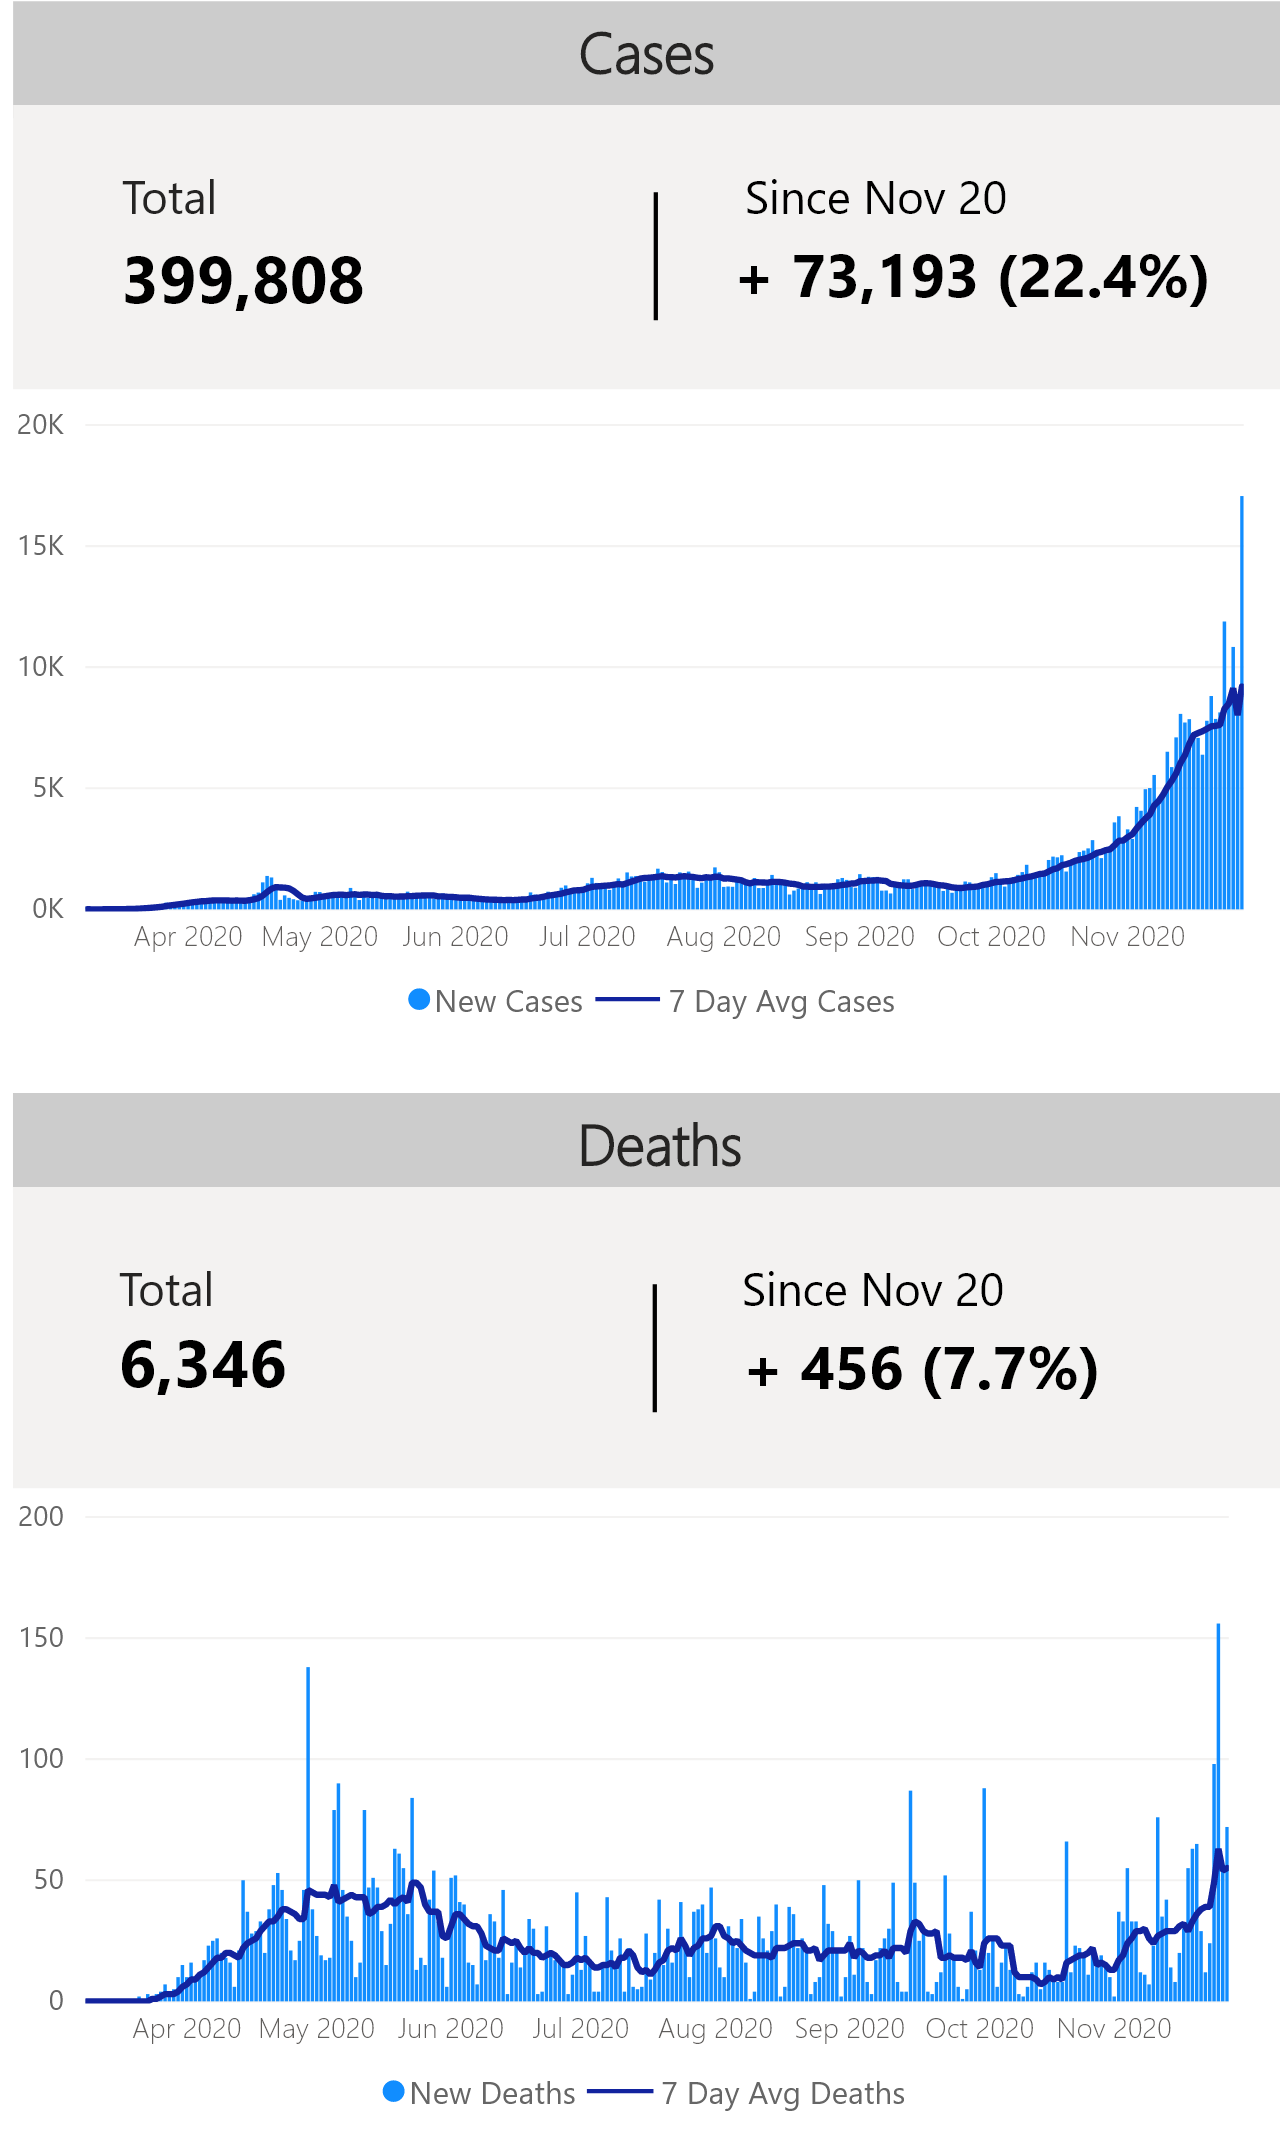 Cases
Total
Since Nov 20
399,808
+ 73,193 (22.4%)
20K
15K
10K
5K
0K
Apr 2020 May 2020 Jun 2020 Jul 2020 Aug 2020 Sep 2020 Oct 2020 Nov 2020
New Cases 7 Day Avg Cases
Deaths
Total
Since Nov 20
6,346
+ 456 (7.7%)
200
150
100
50
0
Apr 2020 May 2020 Jun 2020 Jul 2020 Aug 2020 Sep 2020 Oct 2020 Nov 2020
New Deaths 7 Day Avg Deaths